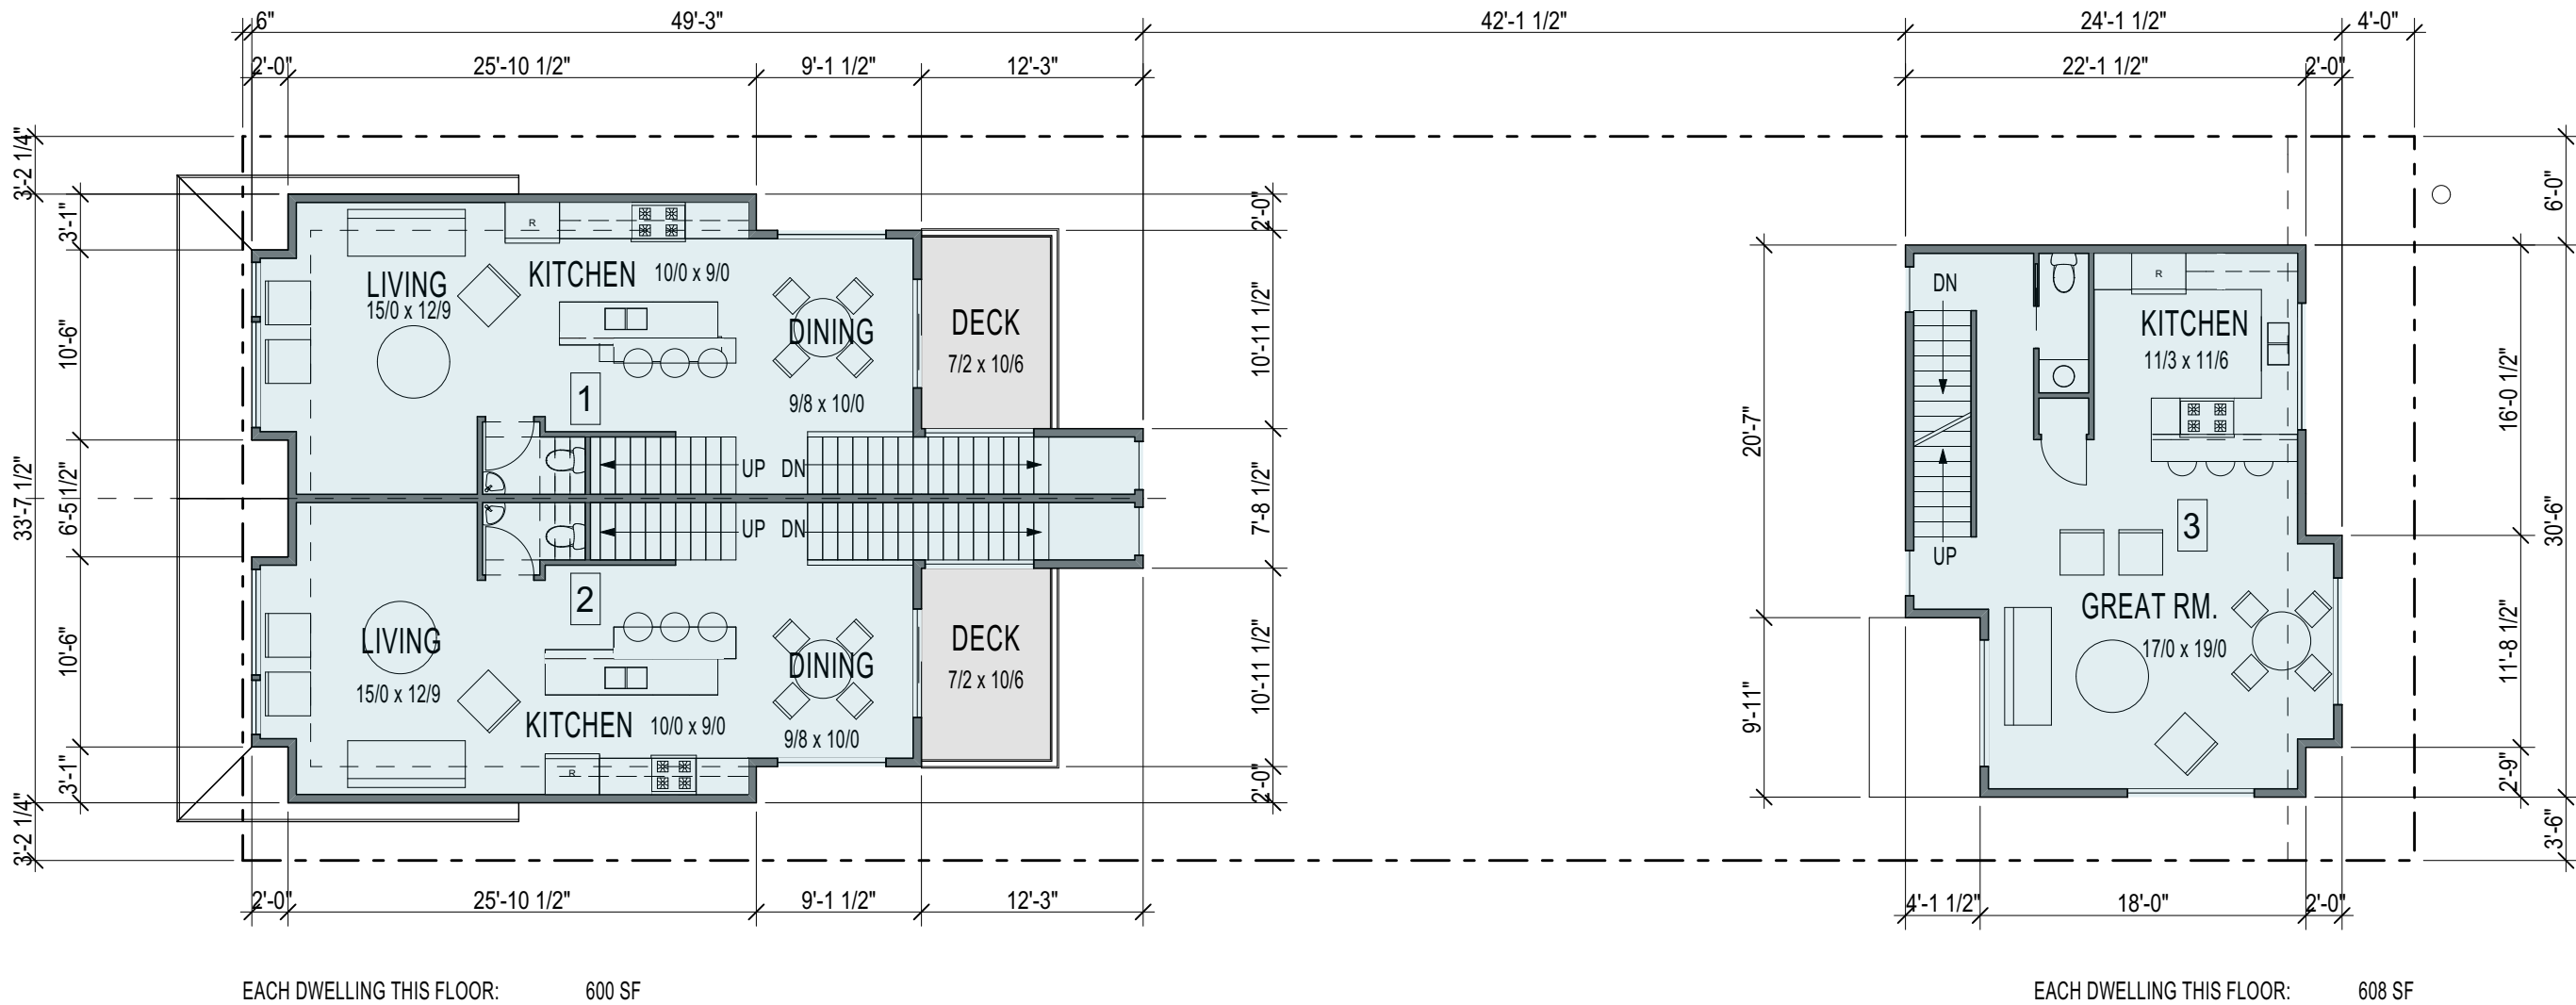 6" 49'-3" 42'-1 1/2" 24'-1 1/2" 4'-0"
2'-0" 25'-10 1/2" 9'-1 1/2" 12'-3" 22'-1 1/2" 2'-0"
3'-2 1/4"
33'-7 1/2"
3'-2 1/4"
3'-1"
10'-6"
6'-5 1/2"
10'-6"
3'-1"
R
LIVING
15/0 x 12/9
KITCHEN 10/0 x 9/0
DINING
9/8 x 10/0
DECK
7/2 x 10/6
1
UP DN
UP DN
2
LIVING
15/0 x 12/9
KITCHEN 10/0 x 9/0
R
DINING
9/8 x 10/0
DECK
7/2 x 10/6
2'-0"
10'-11 1/2"
7'-8 1/2"
10'-11 1/2"
2'-0"
20'-7"
9'-11"
DN
UP
R
KITCHEN
11/3 x 11/6
3
GREAT RM.
17/0 x 19/0
16'-0 1/2"
11'-8 1/2"
2'-9"
6'-0"
30'-6"
3'-6"
2'-0" 25'-10 1/2" 9'-1 1/2" 12'-3" 4'-1 1/2" 18'-0" 2'-0"
EACH DWELLING THIS FLOOR: 600 SF
EACH DWELLING THIS FLOOR: 608 SF